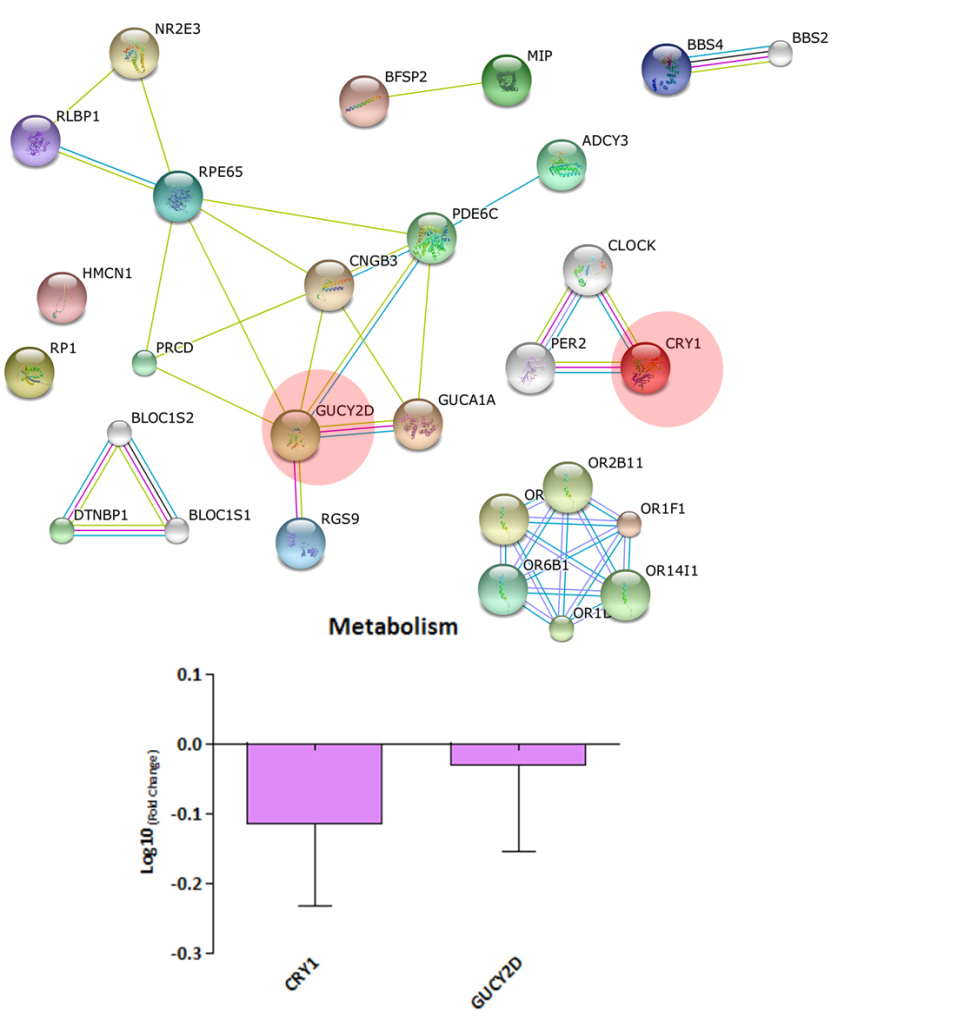 NR2E3
MIP
BBS4
BBS2
BFSP2
RLBP1
ADCY3
RPE65
PDE6C
CLOCK
CNGB3
HMCN1
PER2
CRY1
RP1
PRCD
GUCY2D
GUCA1A
BLOC1S2
OR2B11
OR
OR1F1
DTNBP1
BLOC1S1
RGS9
OR6B1
OR14I1
Metabolism
0.1
0.0
-0.1
-0.2
-0.3
Log10 (Fold Change)
CRY1
GUCY2D